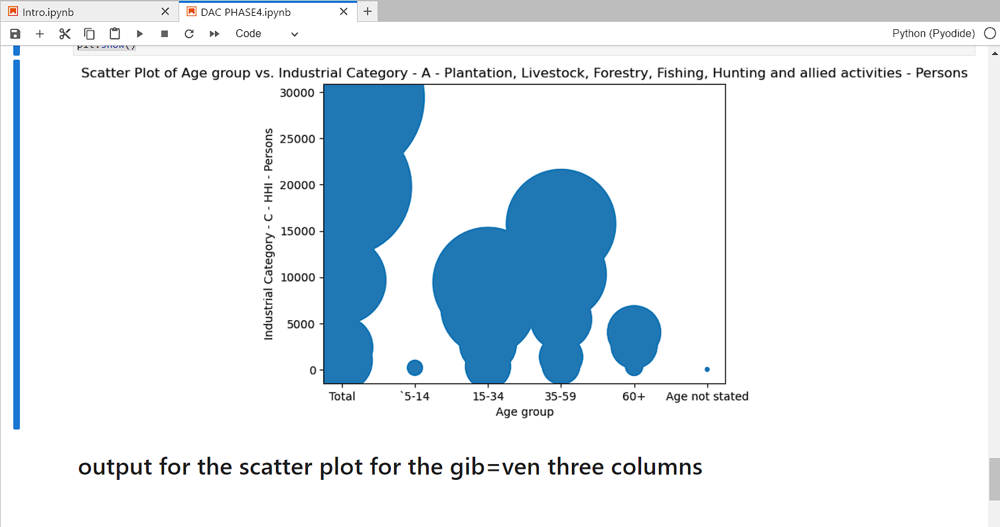 Intro.ipynb
DAC PHASE4.ipynb
Code
Python (Pyodide)
plt.show()
Scatter Plot of Age group vs. Industrial Category - A - Plantation, Livestock, Forestry, Fishing, Hunting and allied activities - Persons
Industrial Category - C - HHI - Persons
30000
25000
20000
15000
10000
5000
0
Total `5-14 15-34 35-59 60+ Age not stated
Age group
output for the scatter plot for the gib=ven three columns